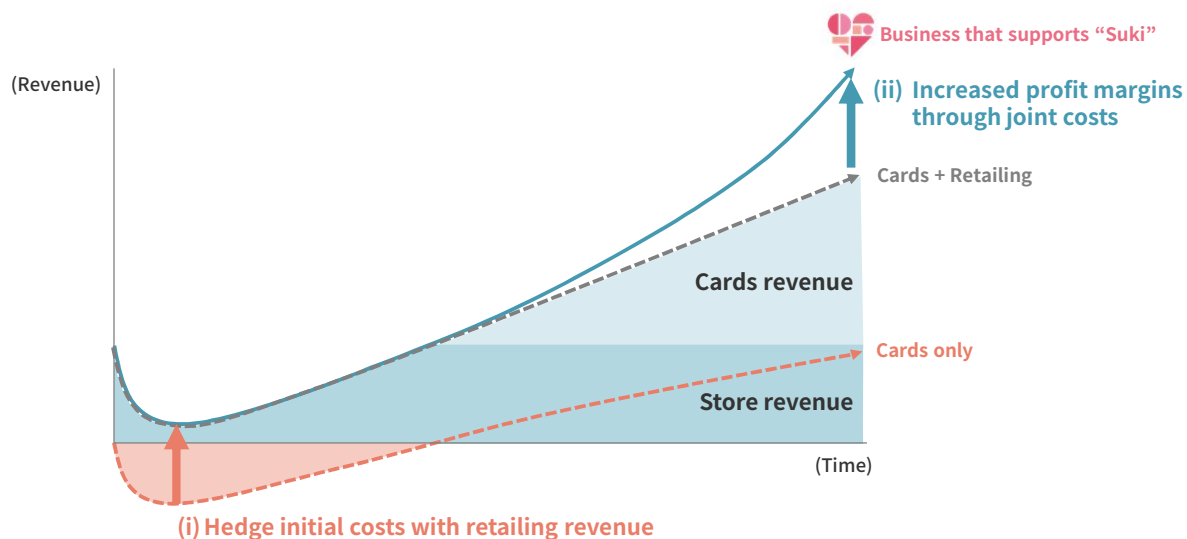 Business that supports “Suki”
(Revenue)
(ii) Increased profit margins
through joint costs
Cards + Retailing
Cards revenue
Cards only
Store revenue
(Time)
(i) Hedge initial costs with retailing revenue